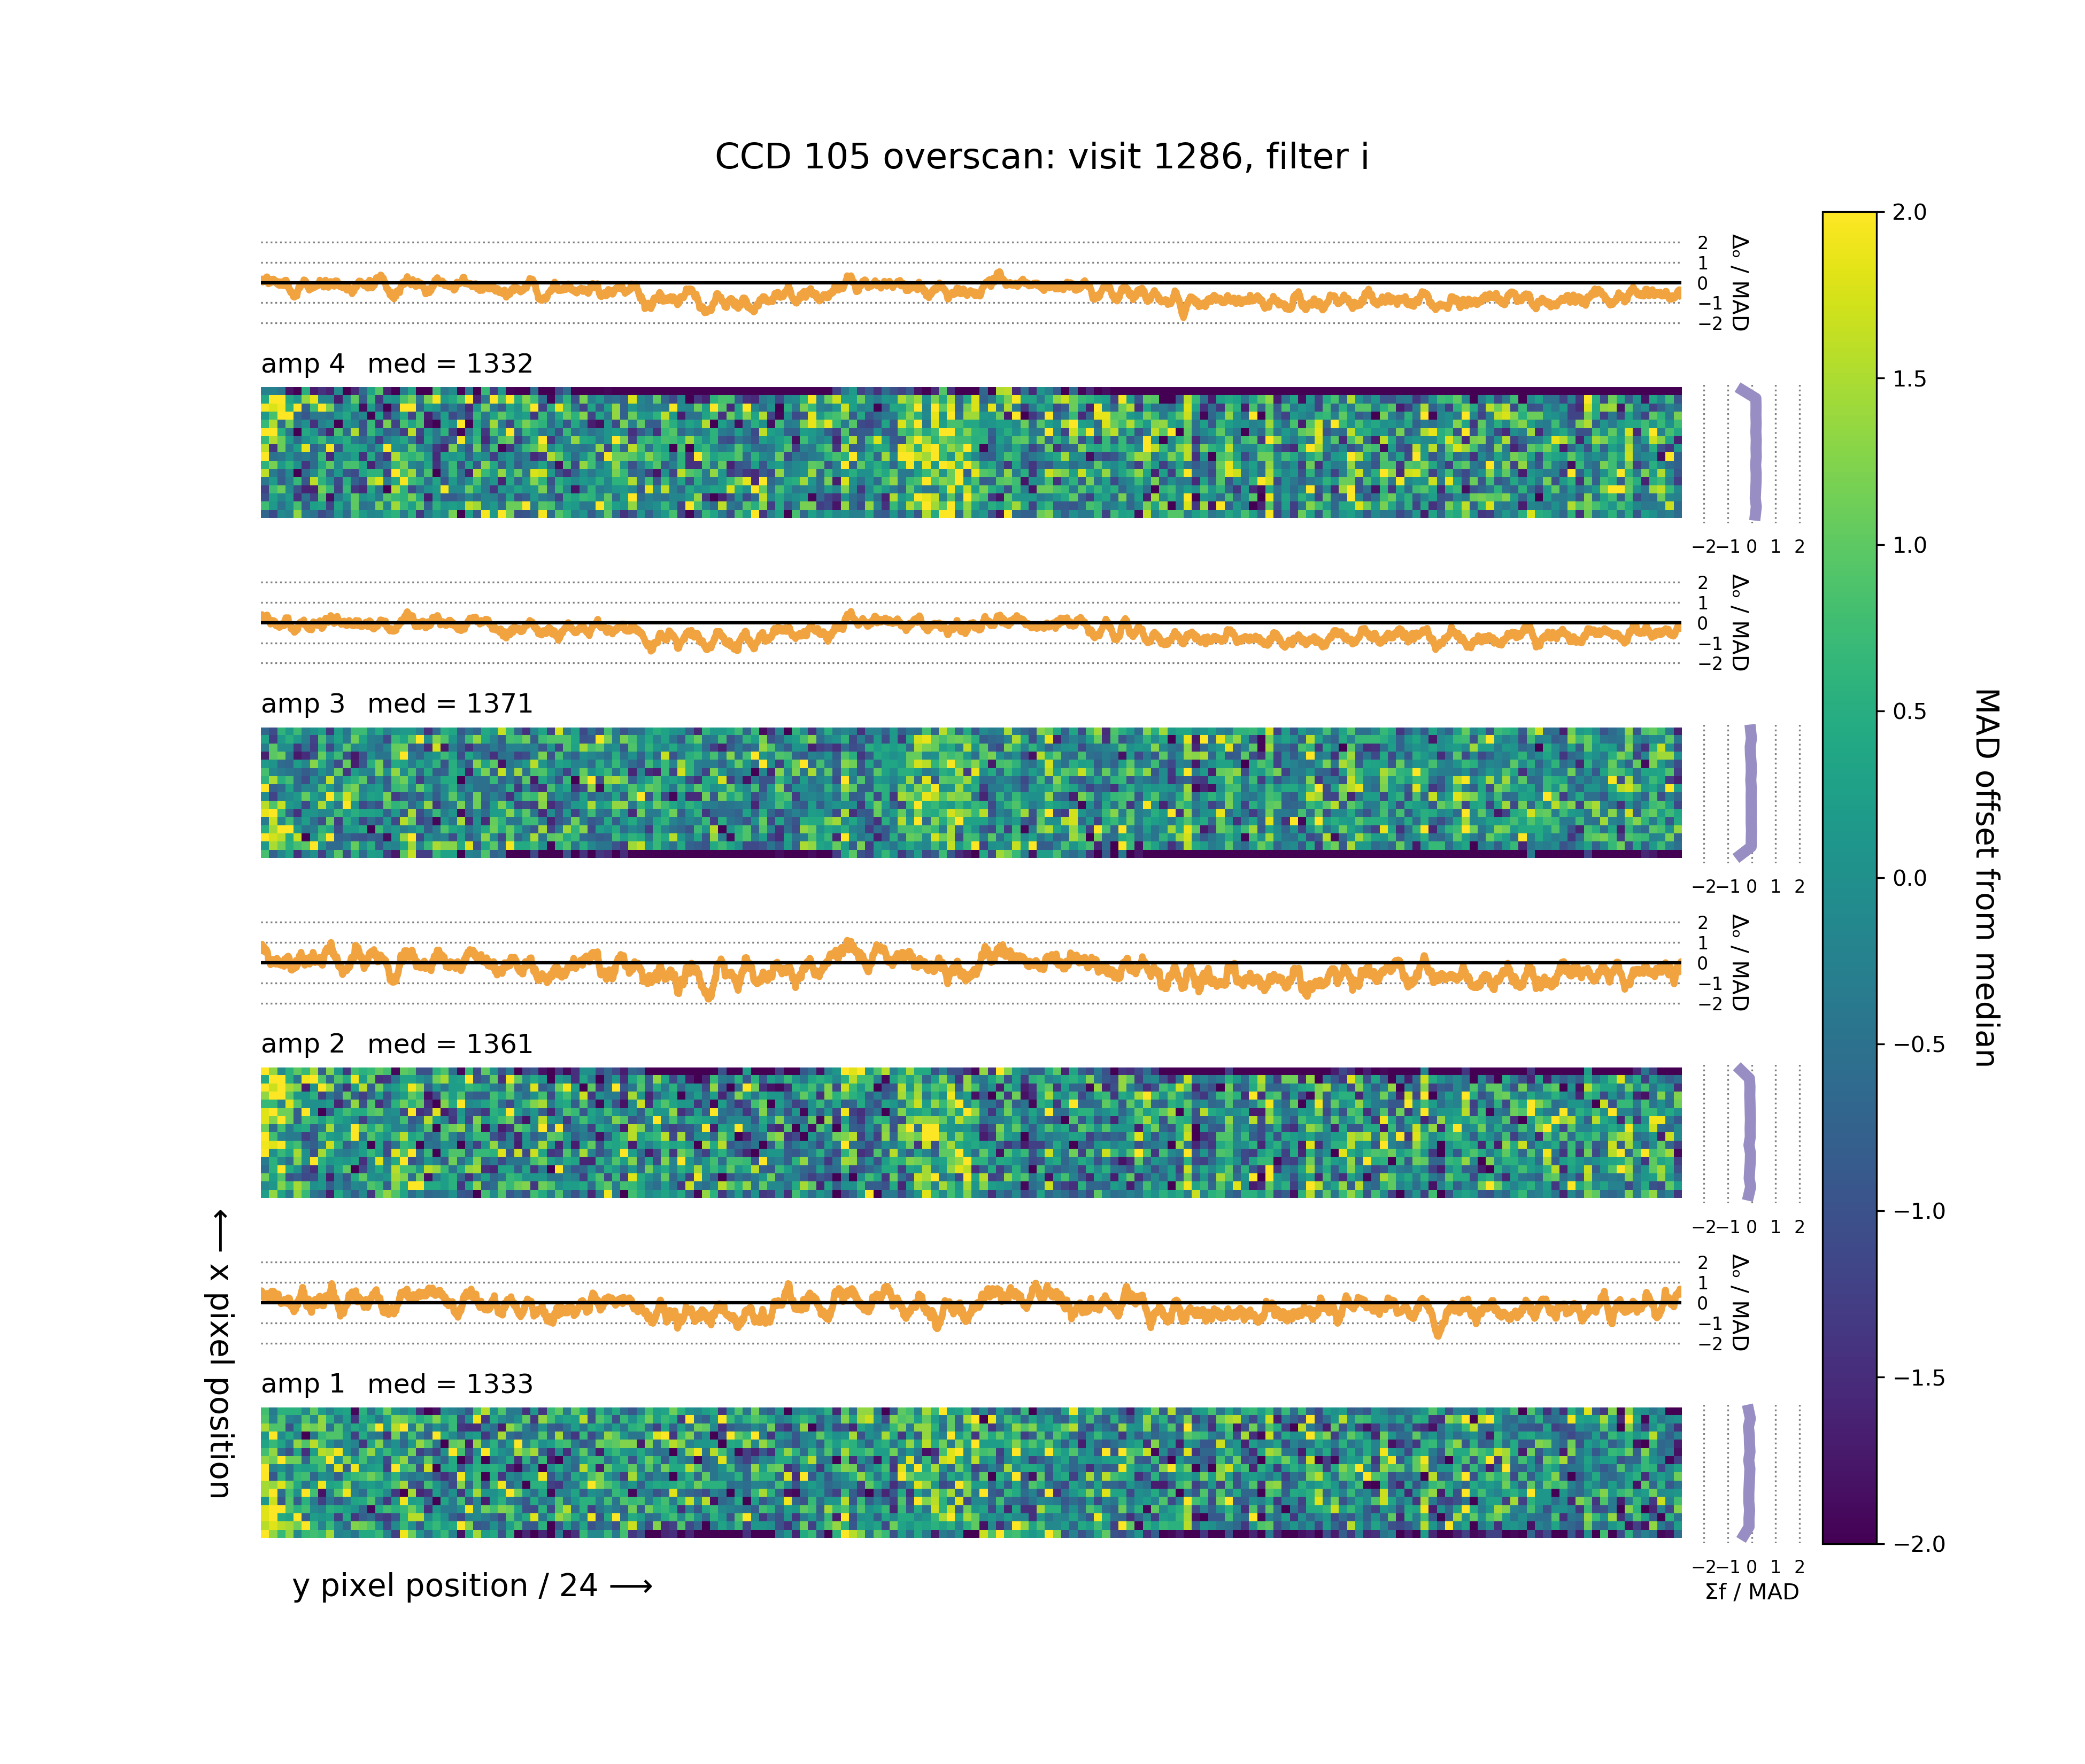 CCD 105 overscan: visit 1286, filter i
2
1
0
−1
−2
Δₒ / MAD
amp 4 med = 1332
−2 −1 0 1 2
2
1
0
−1
−2
Δₒ / MAD
amp 3 med = 1371
−2 −1 0 1 2
2
1
0
−1
−2
Δₒ / MAD
amp 2 med = 1361
−2 −1 0 1 2
2
1
0
−1
−2
Δₒ / MAD
amp 1 med = 1333
−2 −1 0 1 2
Σf / MAD
⟵ x pixel position
y pixel position / 24 ⟶
2.0
1.5
1.0
0.5
0.0
−0.5
−1.0
−1.5
−2.0
MAD offset from median